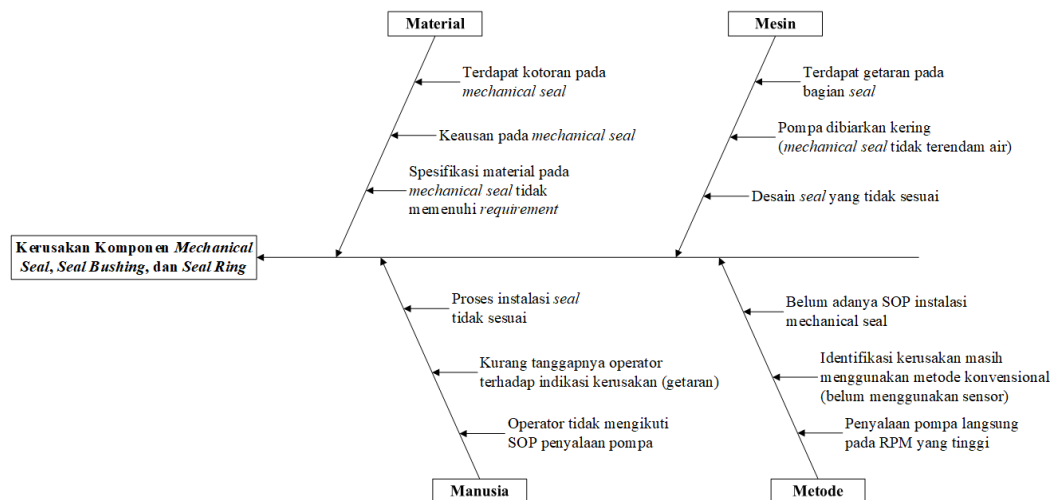 Material
Terdapat kotoran pada
mechanical seal
Keausan pada mechanical seal
Spesifikasi material pada
mechanical seal tidak
memenuhi requirement
Mesin
Terdapat getaran pada
bagian seal
Pompa dibiarkan kering
(mechanical seal tidak terendam air)
Desain seal yang tidak sesuai
Kerusakan Komponen Mechanical
Seal, Seal Bushing, dan Seal Ring
Proses instalasi seal
tidak sesuai
Kurang tanggapnya operator
terhadap indikasi kerusakan (getaran)
Operator tidak mengikuti
SOP penyalaan pompa
Manusia
Belum adanya SOP instalasi
mechanical seal
Identifikasi kerusakan masih
menggunakan metode konvensional
(belum menggunakan sensor)
Penyalaan pompa langsung
pada RPM yang tinggi
Metode